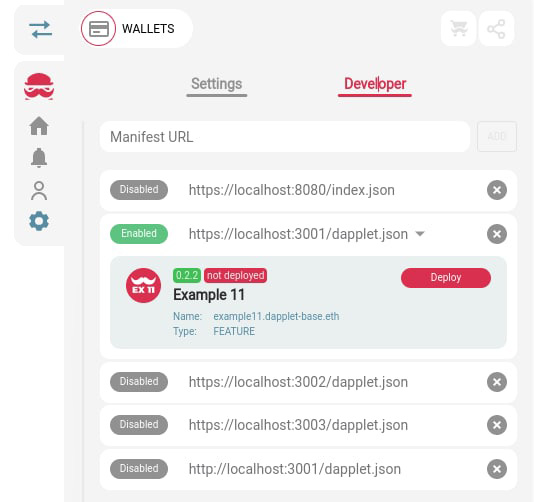 WALLETS
Settings
Developer
Manifest URL
ADD
Disabled
https://localhost:8080/index.json
Enabled
https://localhost:3001/dapplet.json
EX 11
0.2.2 not deployed
Deploy
Example 11
Name: example11.dapplet-base.eth
Type: FEATURE
Disabled
https://localhost:3002/dapplet.json
Disabled
https://localhost:3003/dapplet.json
Disabled
http://localhost:3001/dapplet.json